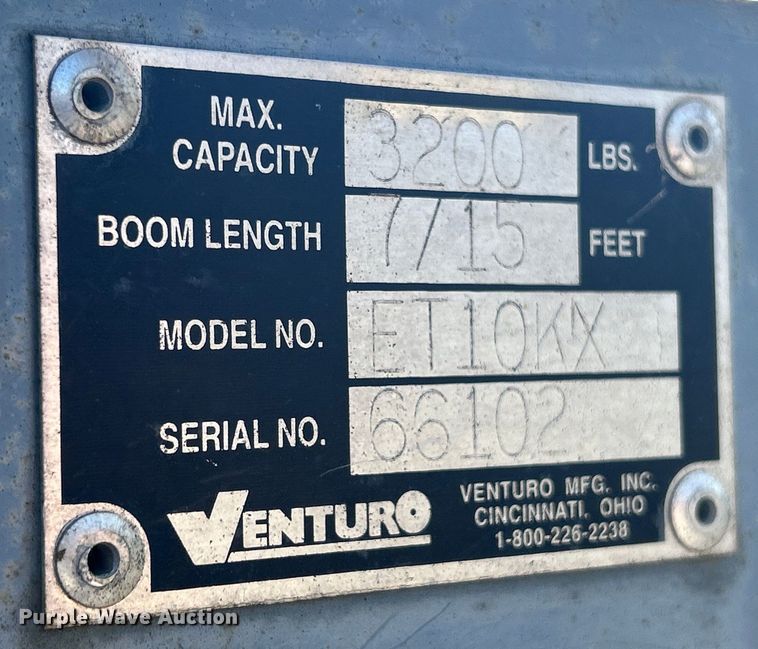 MAX.
CAPACITY 3200 LBS.
BOOM LENGTH 7/15 FEET
MODEL NO. ET10KX
SERIAL NO. 66102
VENTURO
VENTURO MFG. INC.
CINCINNATI, OHIO
1-800-226-2238
Purple Wave Auction